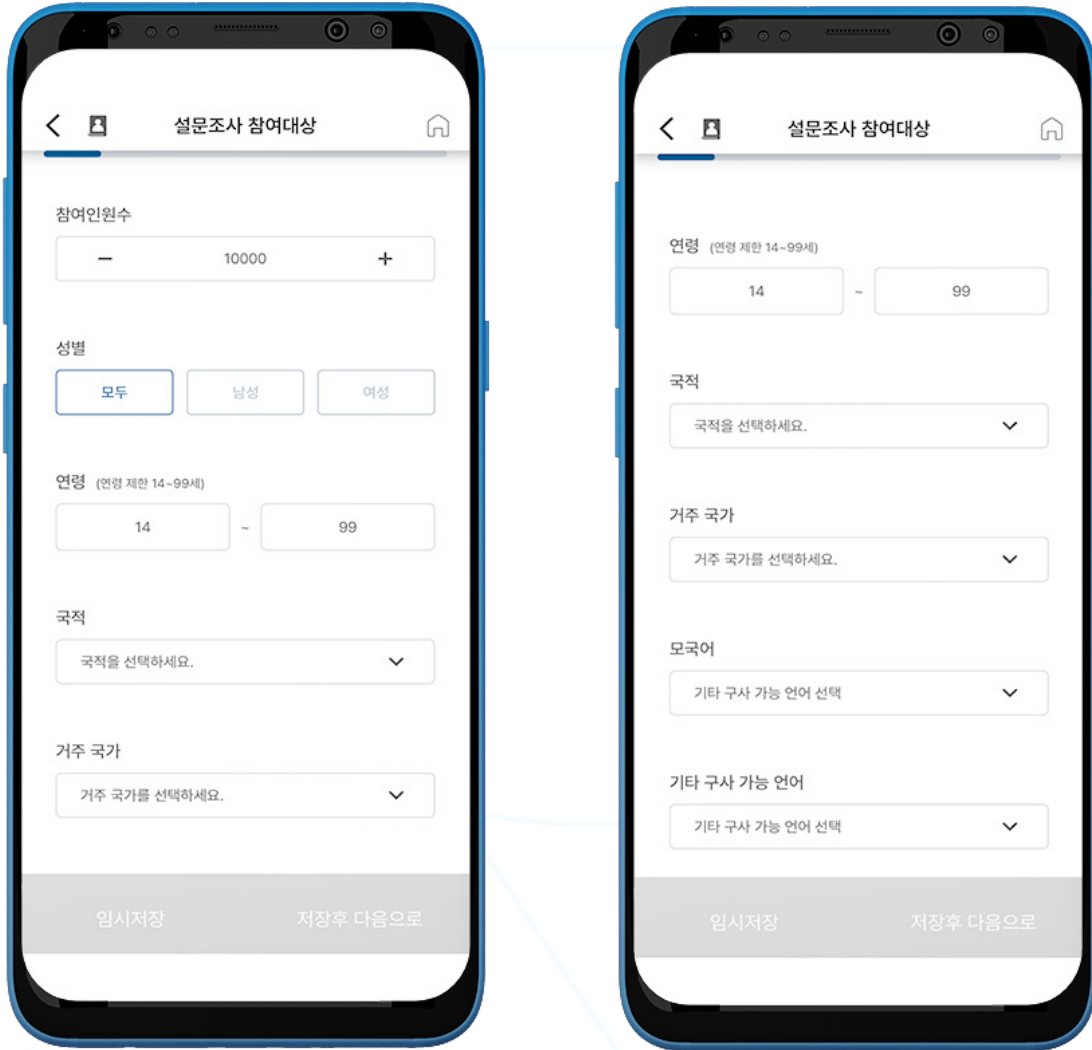 설문조사 참여대상
참여인원수
− 10000 +
성별
모두 남성 여성
연령 (연령 제한 14~99세)
14 ~ 99
국적
국적을 선택하세요.
거주 국가
거주 국가를 선택하세요.
임시저장 저장후 다음으로
설문조사 참여대상
연령 (연령 제한 14~99세)
14 ~ 99
국적
국적을 선택하세요.
거주 국가
거주 국가를 선택하세요.
모국어
기타 구사 가능 언어 선택
기타 구사 가능 언어
기타 구사 가능 언어 선택
임시저장 저장후 다음으로